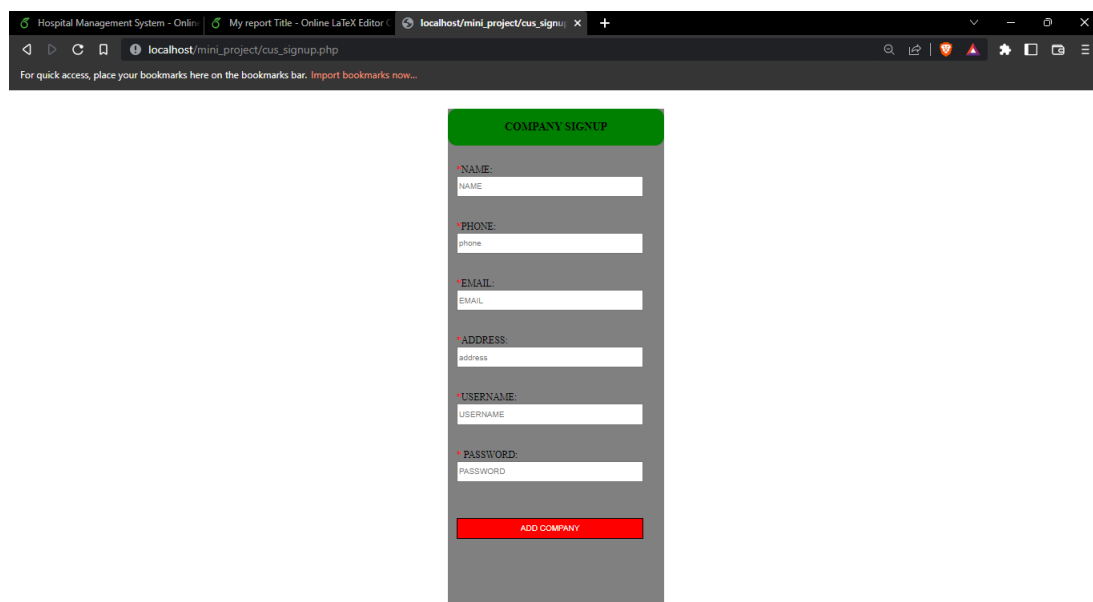 Hospital Management System - Onlin
My report Title - Online LaTeX Editor
localhost/mini_project/cus_signup
localhost/mini_project/cus_signup.php
For quick access, place your bookmarks here on the bookmarks bar. Import bookmarks now...
COMPANY SIGNUP
*NAME:
NAME
*PHONE:
phone
*EMAIL:
EMAIL
*ADDRESS:
address
*USERNAME:
USERNAME
* PASSWORD:
PASSWORD
ADD COMPANY